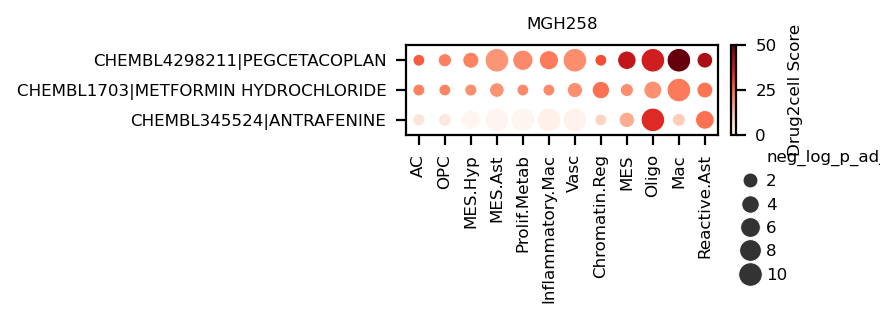 MGH258
CHEMBL4298211|PEGCETACOPLAN
CHEMBL1703|METFORMIN HYDROCHLORIDE
CHEMBL345524|ANTRAFENINE
AC
OPC
MES.Hyp
MES.Ast
Prolif.Metab
Inflammatory.Mac
Vasc
Chromatin.Reg
MES
Oligo
Mac
Reactive.Ast
50
25
0
Drug2cell Score
neg_log_p_ad
2
4
6
8
10